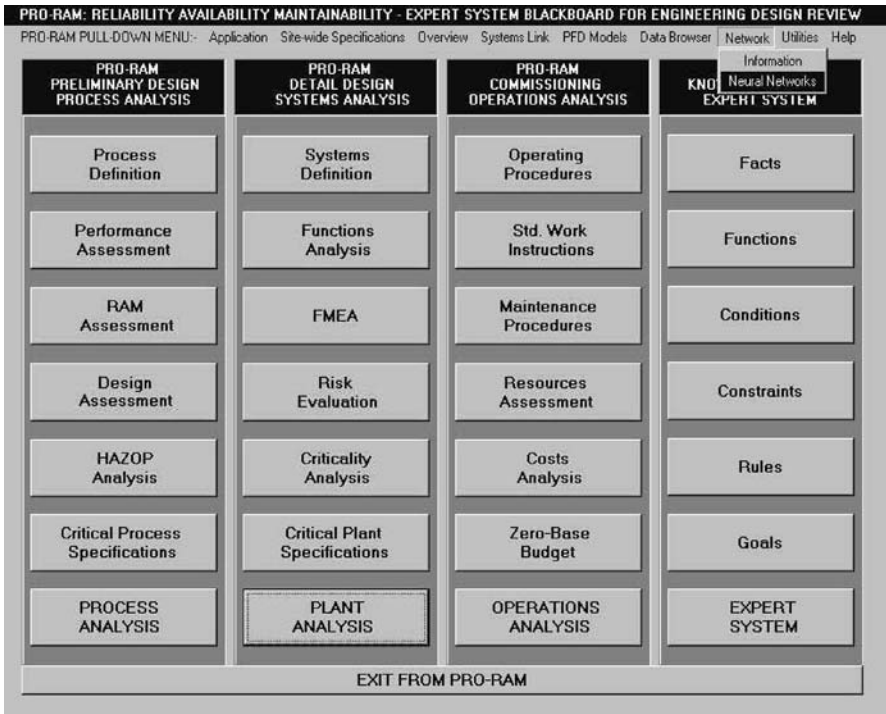 PRO-RAM: RELIABILITY AVAILABILITY MAINTAINABILITY - EXPERT SYSTEM BLACKBOARD FOR ENGINEERING DESIGN REVIEW
PRO-RAM PULL-DOWN MENU:- Application Site-wide Specifications Overview Systems Link PFD Models Data Browser Network Utilities Help
Information
Neural Networks
PRO-RAM
PRELIMINARY DESIGN
PROCESS ANALYSIS
Process
Definition
Performance
Assessment
RAM
Assessment
Design
Assessment
HAZOP
Analysis
Critical Process
Specifications
PROCESS
ANALYSIS
PRO-RAM
DETAIL DESIGN
SYSTEMS ANALYSIS
Systems
Definition
Functions
Analysis
FMEA
Risk
Evaluation
Criticality
Analysis
Critical Plant
Specifications
PLANT
ANALYSIS
PRO-RAM
COMMISSIONING
OPERATIONS ANALYSIS
Operating
Procedures
Std. Work
Instructions
Maintenance
Procedures
Resources
Assessment
Costs
Analysis
Zero-Base
Budget
OPERATIONS
ANALYSIS
EXPERT SYSTEM
Facts
Functions
Conditions
Constraints
Rules
Goals
EXPERT
SYSTEM
EXIT FROM PRO-RAM